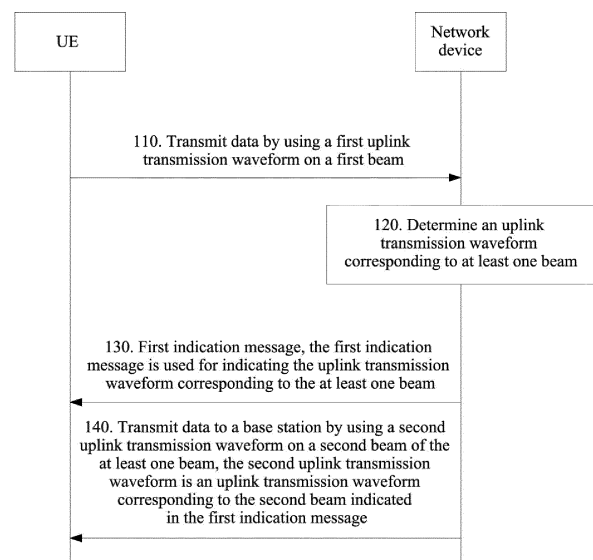 UE
Network
device
110. Transmit data by using a first uplink
transmission waveform on a first beam
120. Determine an uplink
transmission waveform
corresponding to at least one beam
130. First indication message, the first indication
message is used for indicating the uplink transmission
waveform corresponding to the at least one beam
140. Transmit data to a base station by using a second
uplink transmission waveform on a second beam of the
at least one beam, the second uplink transmission
waveform is an uplink transmission waveform
corresponding to the second beam indicated
in the first indication message